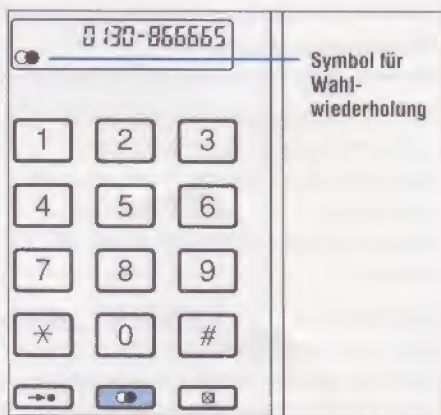 0130-866665
Symbol für
Wahl-
wiederholung
1 2 3
4 5 6
7 8 9
* 0 #